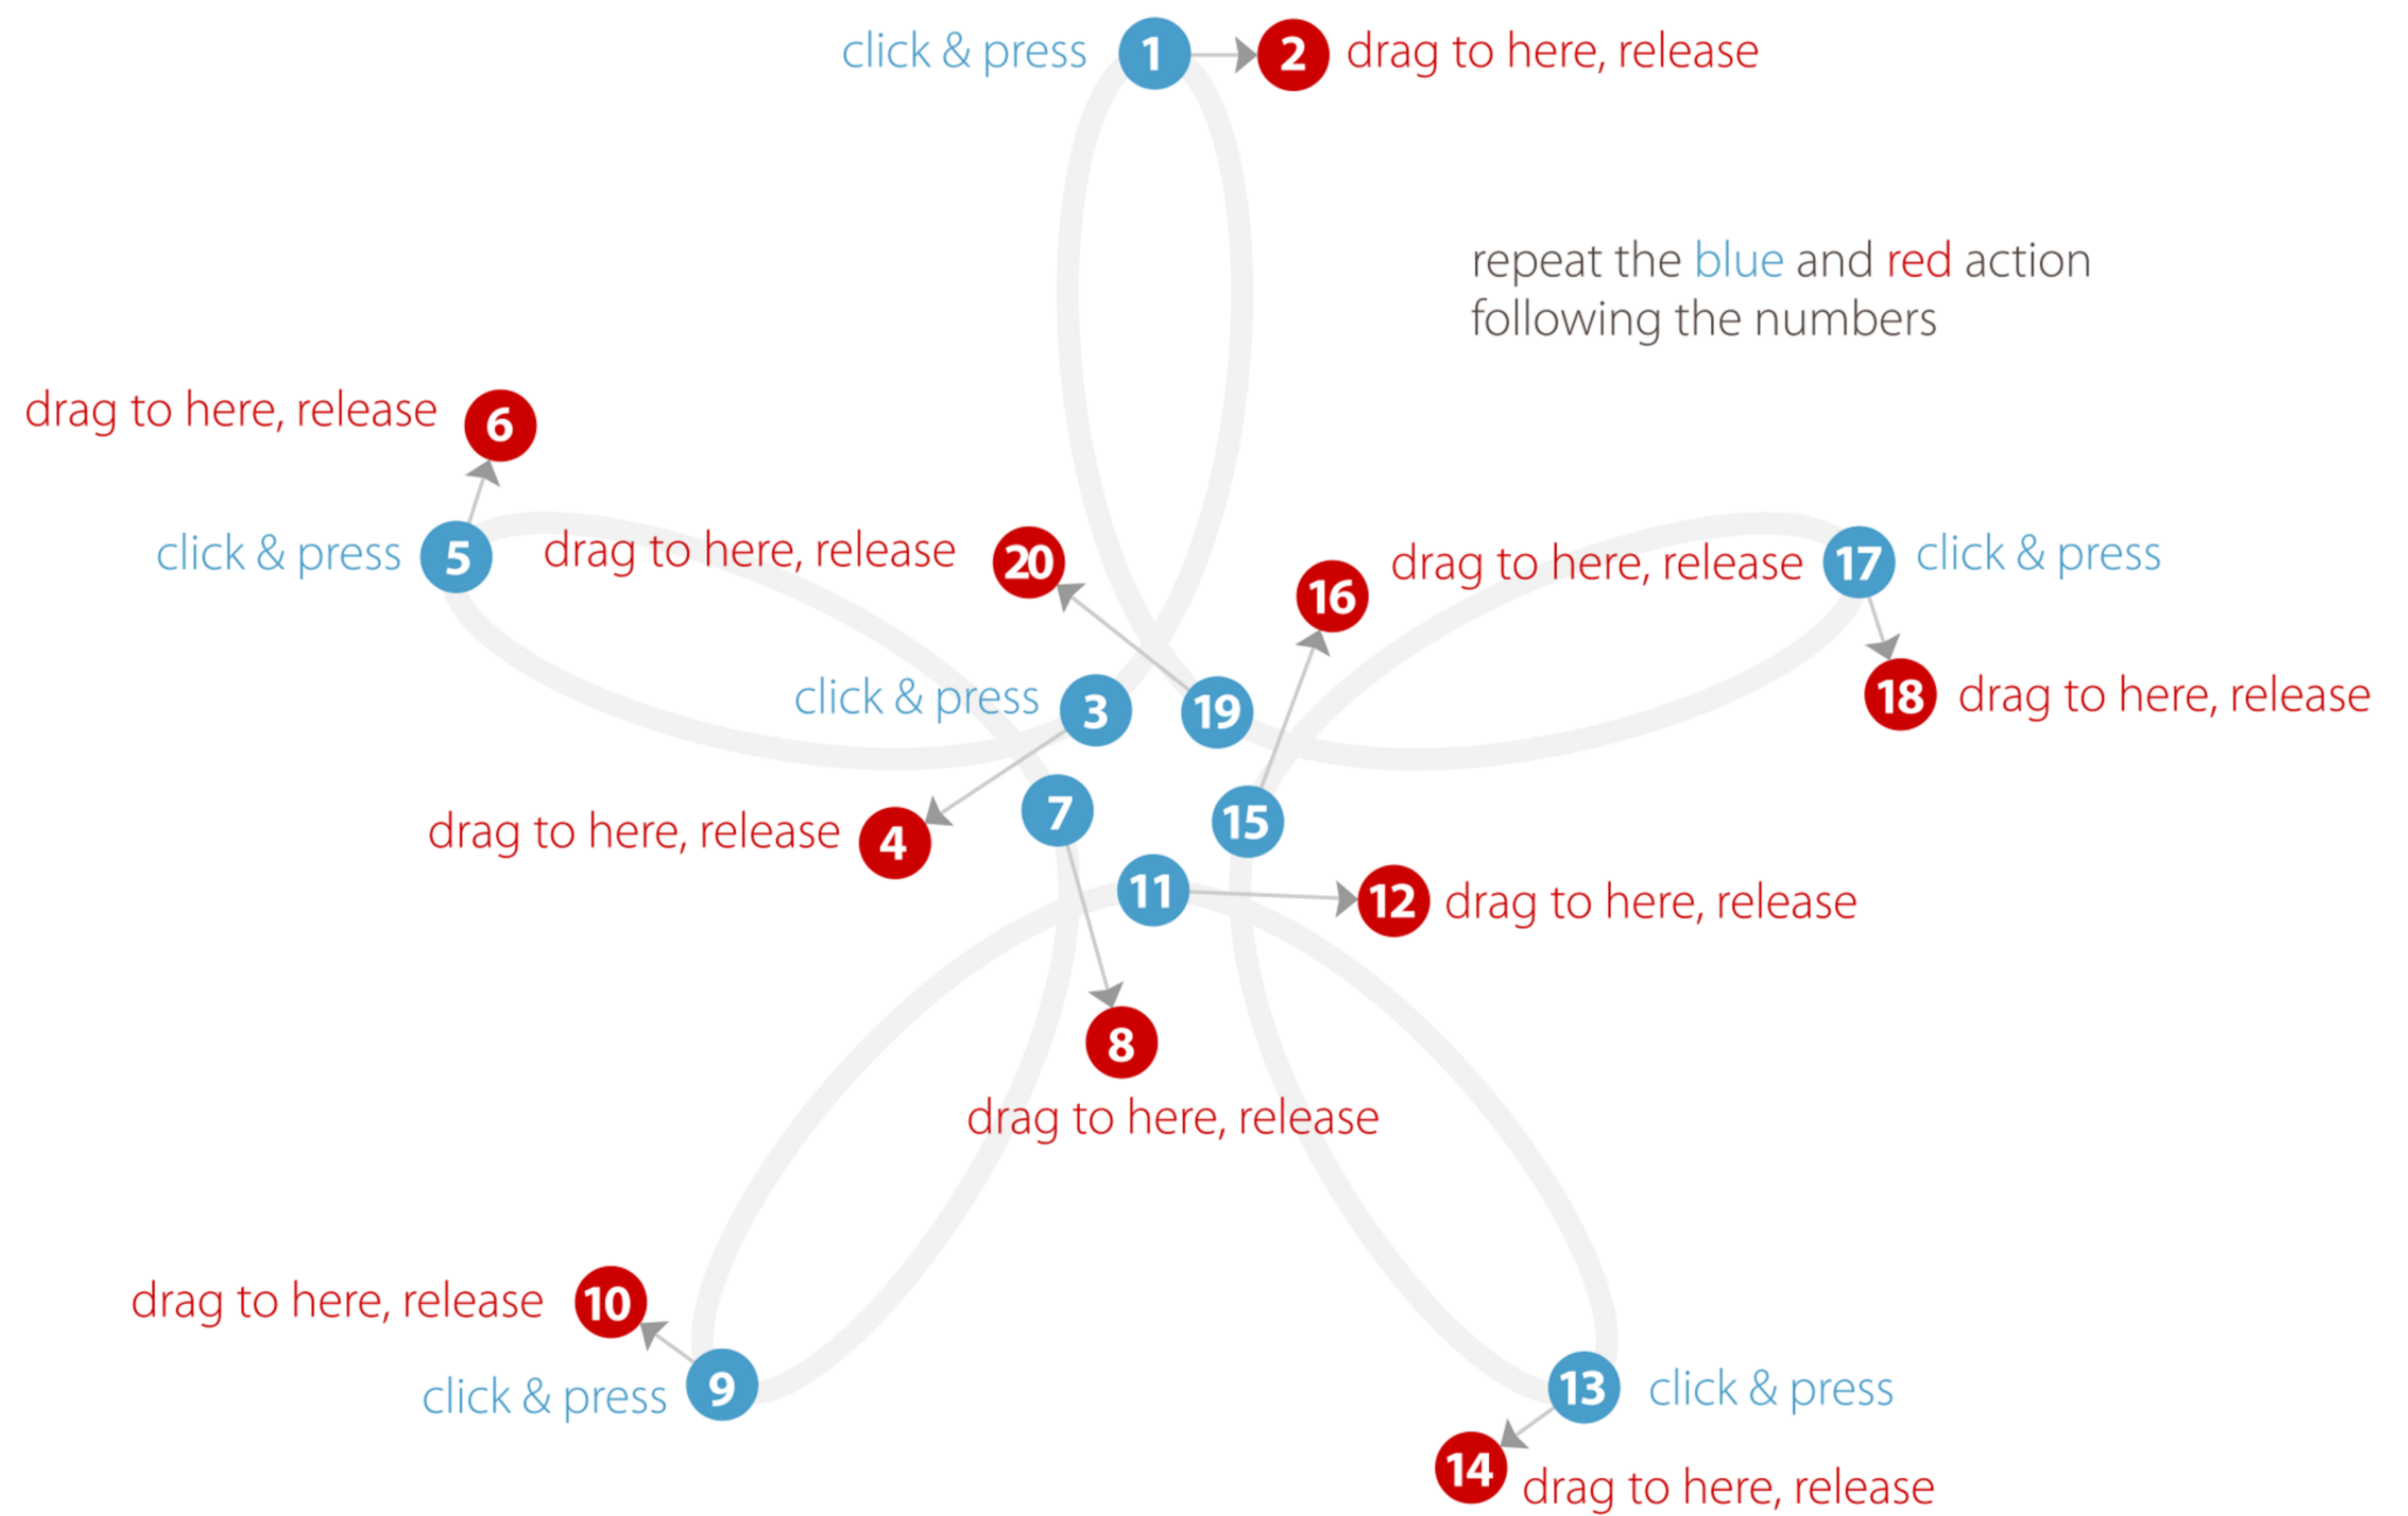 click & press 1 2 drag to here, release
repeat the blue and red action
following the numbers
drag to here, release 6
click & press 5
drag to here, release 20
16
drag to here, release 17 click & press
click & press 3
19
18 drag to here, release
7
15
drag to here, release 4
11
12 drag to here, release
8
drag to here, release
drag to here, release 10
click & press 9
13 click & press
14 drag to here, release